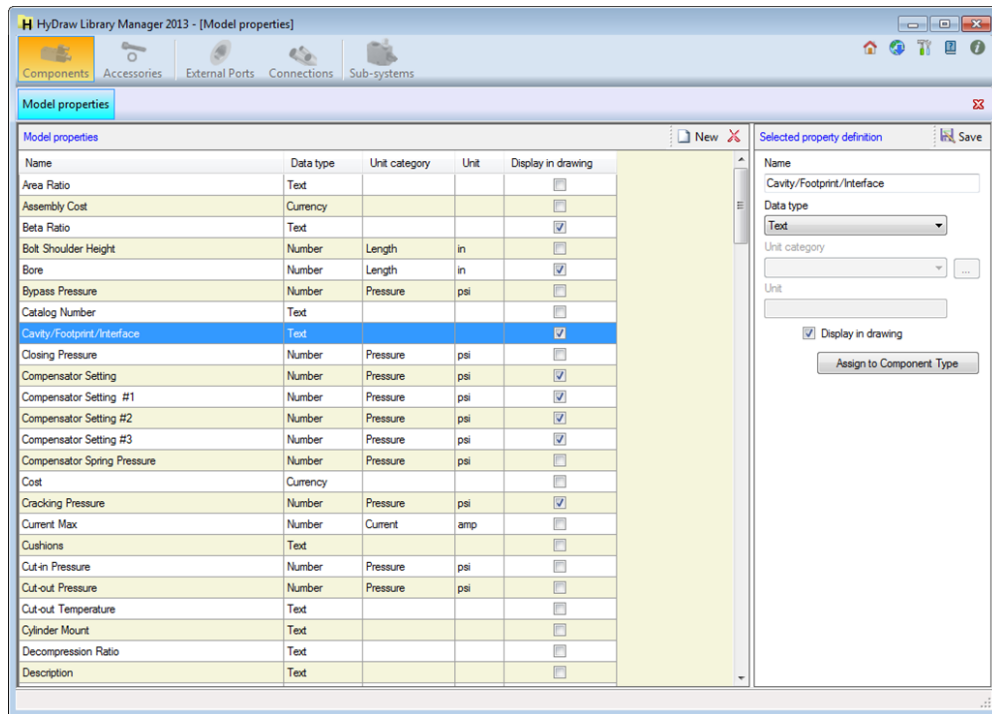 HyDraw Library Manager 2013 - [Model properties]
Components Accessories External Ports Connections Sub-systems
Model properties
Model properties New Selected property definition Save
Name Data type Unit category Unit Display in drawing
Area Ratio Text
Assembly Cost Currency
Beta Ratio Text
Bolt Shoulder Height Number Length in
Bore Number Length in
Bypass Pressure Number Pressure psi
Catalog Number Text
Cavity/Footprint/Interface Text
Closing Pressure Number Pressure psi
Compensator Setting Number Pressure psi
Compensator Setting #1 Number Pressure psi
Compensator Setting #2 Number Pressure psi
Compensator Setting #3 Number Pressure psi
Compensator Spring Pressure Number Pressure psi
Cost Currency
Cracking Pressure Number Pressure psi
Current Max Number Current amp
Cushions Text
Cut-in Pressure Number Pressure psi
Cut-out Pressure Number Pressure psi
Cut-out Temperature Text
Cylinder Mount Text
Decompression Ratio Text
Description Text
Name
Cavity/Footprint/Interface
Data type
Text
Unit category
...
Unit
Display in drawing
Assign to Component Type